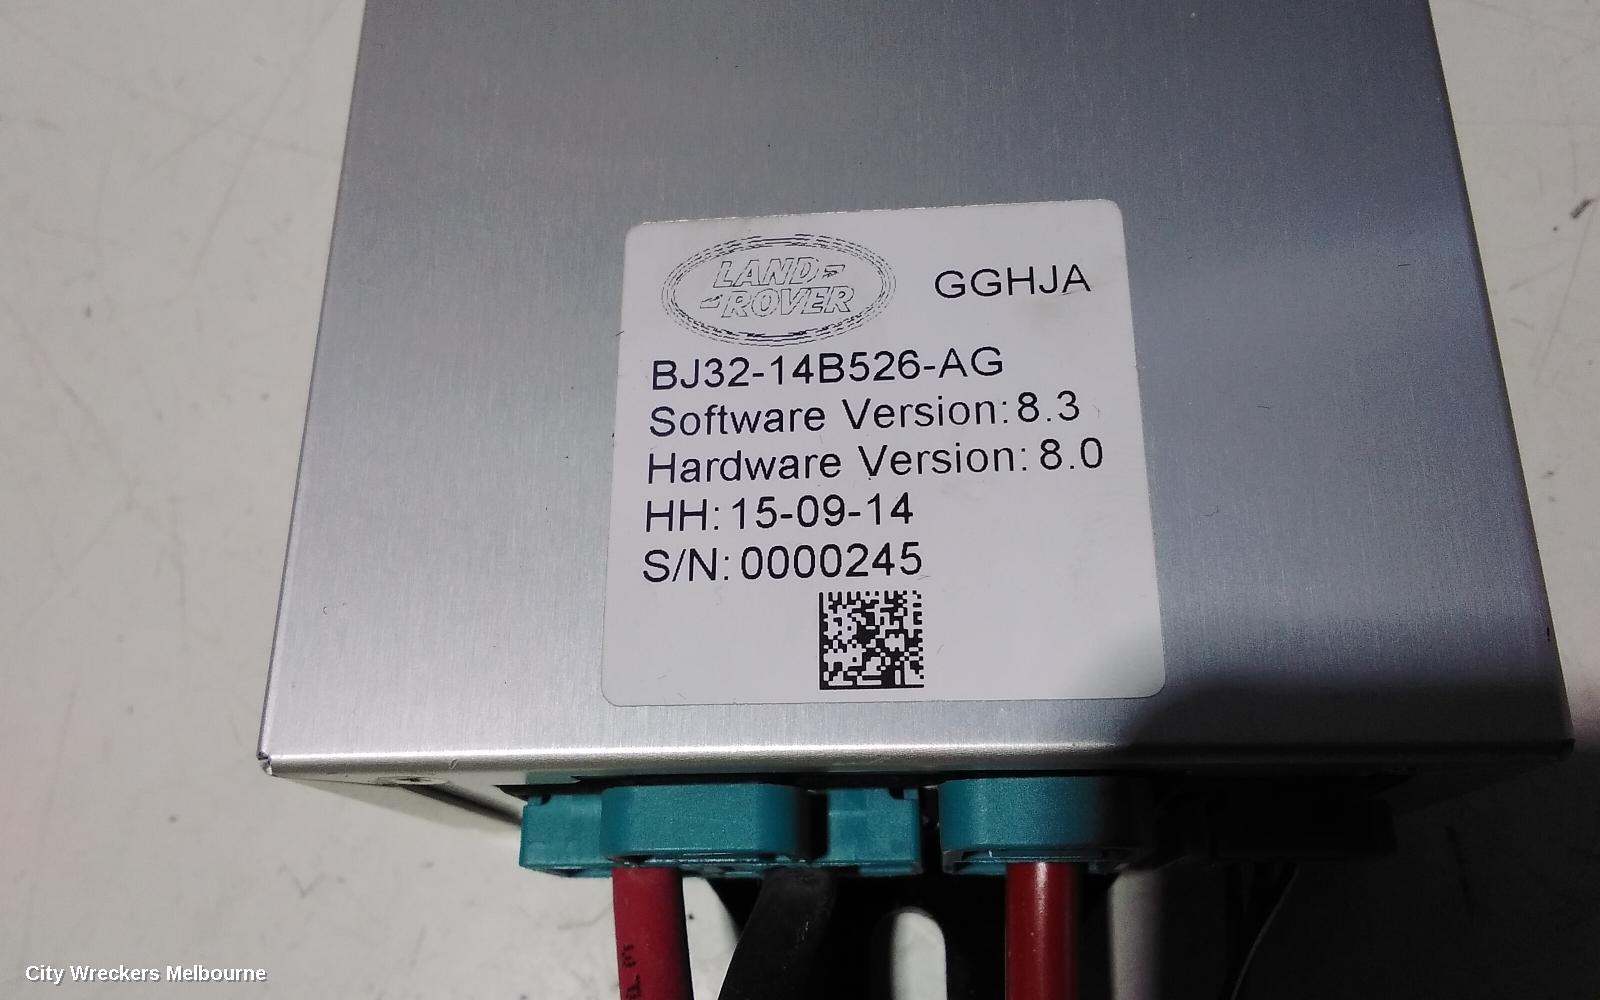 LAND
ROVER
GGHJA
BJ32-14B526-AG
Software Version: 8.3
Hardware Version: 8.0
HH: 15-09-14
S/N: 0000245
City Wreckers Melbourne